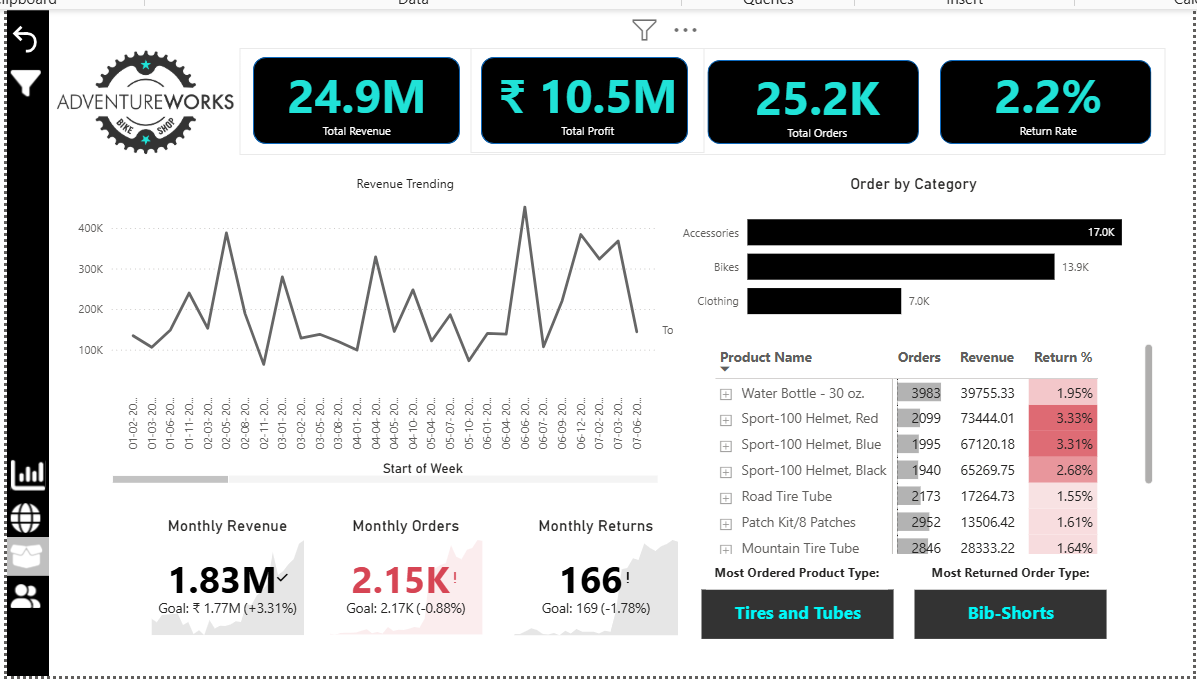 Data
Queries
Insert
ADVENTUREWORKS
BIKE SHOP
24.9M
Total Revenue
₹ 10.5M
Total Profit
25.2K
Total Orders
2.2%
Return Rate
Revenue Trending
400K
300K
200K
100K
To
01-02-20...
01-03-20...
01-06-20...
01-11-20...
02-03-20...
02-05-20...
02-08-20...
02-11-20...
03-01-20...
03-02-20...
03-05-20...
03-08-20...
04-01-20...
04-04-20...
04-07-20...
04-10-20...
05-04-20...
05-07-20...
05-10-20...
06-01-20...
06-04-20...
06-06-20...
06-07-20...
06-09-20...
06-12-20...
07-02-20...
07-03-20...
07-06-20...
Start of Week
Order by Category
Accessories 17.0K
Bikes 13.9K
Clothing 7.0K
Product Name Orders Revenue Return %
Water Bottle - 30 oz. 3983 39755.33 1.95%
Sport-100 Helmet, Red 2099 73444.01 3.33%
Sport-100 Helmet, Blue 1995 67120.18 3.31%
Sport-100 Helmet, Black 1940 65269.75 2.68%
Road Tire Tube 2173 17264.73 1.55%
Patch Kit/8 Patches 2952 13506.42 1.61%
Mountain Tire Tube 2846 28333.22 1.64%
Monthly Revenue
1.83M
Goal: ₹ 1.77M (+3.31%)
Monthly Orders
2.15K!
Goal: 2.17K (-0.88%)
Monthly Returns
166!
Goal: 169 (-1.78%)
Most Ordered Product Type:
Tires and Tubes
Most Returned Order Type:
Bib-Shorts